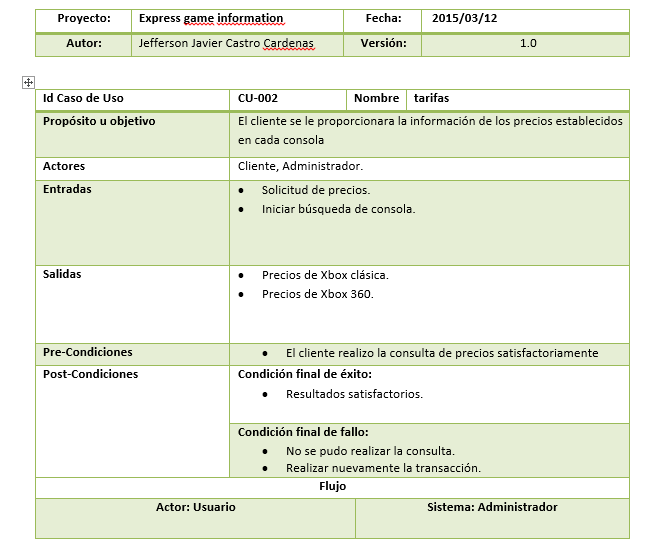 Proyecto: Express game information Fecha: 2015/03/12
Autor: Jefferson Javier Castro Cardenas Versión: 1.0
Id Caso de Uso CU-002 Nombre tarifas
Propósito u objetivo El cliente se le proporcionara la información de los precios establecidos
en cada consola
Actores Cliente, Administrador.
Entradas • Solicitud de precios.
• Iniciar búsqueda de consola.
Salidas • Precios de Xbox clásica.
• Precios de Xbox 360.
Pre-Condiciones • El cliente realizo la consulta de precios satisfactoriamente
Post-Condiciones Condición final de éxito:
• Resultados satisfactorios.
Condición final de fallo:
• No se pudo realizar la consulta.
• Realizar nuevamente la transacción.
Flujo
Actor: Usuario Sistema: Administrador